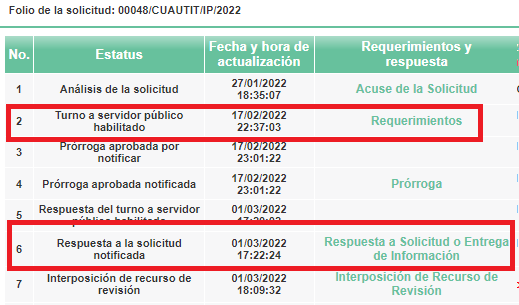 Folio de la solicitud: 00048/CUAUTIT/IP/2022
No. Estatus Fecha y hora de actualización Requerimientos y respuesta
1 Análisis de la solicitud 27/01/2022 18:35:07 Acuse de la Solicitud
2 Turno a servidor público habilitado 17/02/2022 22:37:03 Requerimientos
3 Prórroga aprobada por notificar 17/02/2022 23:01:22
4 Prórroga aprobada notificada 17/02/2022 23:01:22 Prórroga
5 Respuesta del turno a servidor público habilitado 01/03/2022
6 Respuesta a la solicitud notificada 01/03/2022 17:22:24 Respuesta a Solicitud o Entrega de Información
7 Interposición de recurso de revisión 01/03/2022 18:09:32 Interposición de Recurso de Revisión